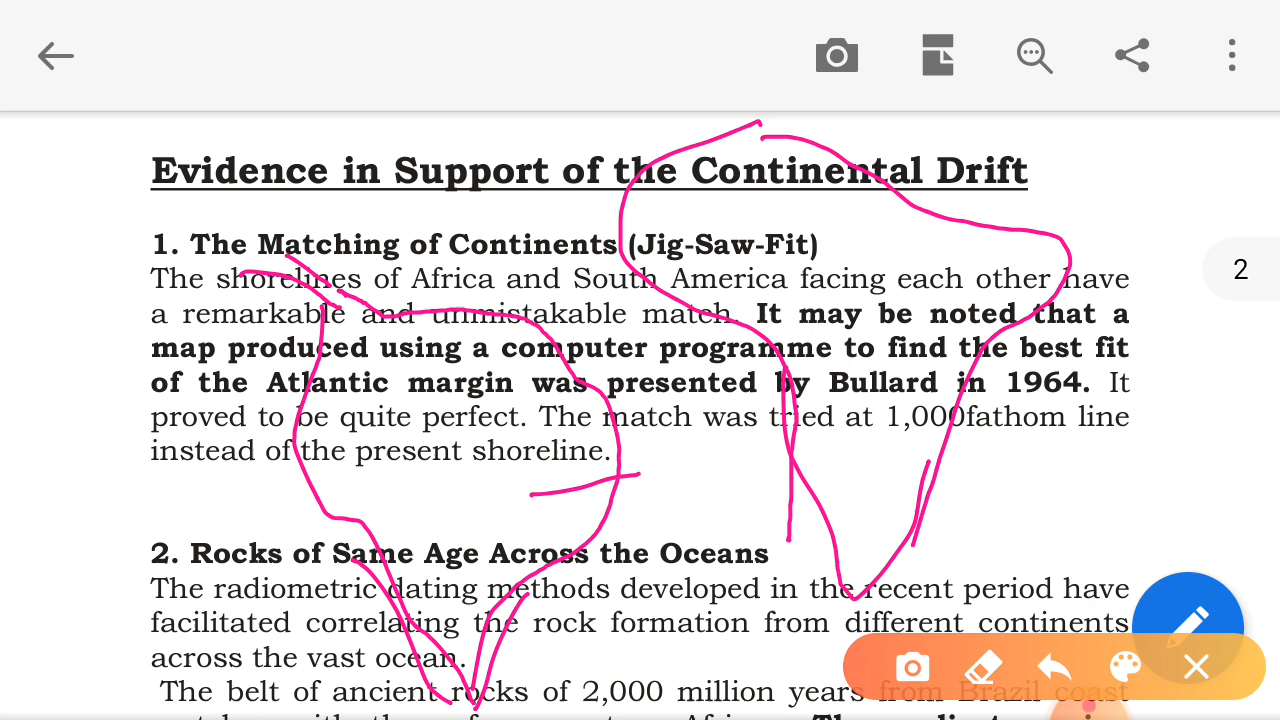 Evidence in Support of the Continental Drift
2
1. The Matching of Continents (Jig-Saw-Fit)
The shorelines of Africa and South America facing each other have
a remarkable and unmistakable match. It may be noted that a
map produced using a computer programme to find the best fit
of the Atlantic margin was presented by Bullard in 1964. It
proved to be quite perfect. The match was tried at 1,000fathom line
instead of the present shoreline.
2. Rocks of Same Age Across the Oceans
The radiometric dating methods developed in the recent period have
facilitated correlating the rock formation from different continents
across the vast ocean.
The belt of ancient rocks of 2,000 million years from Brazil coast